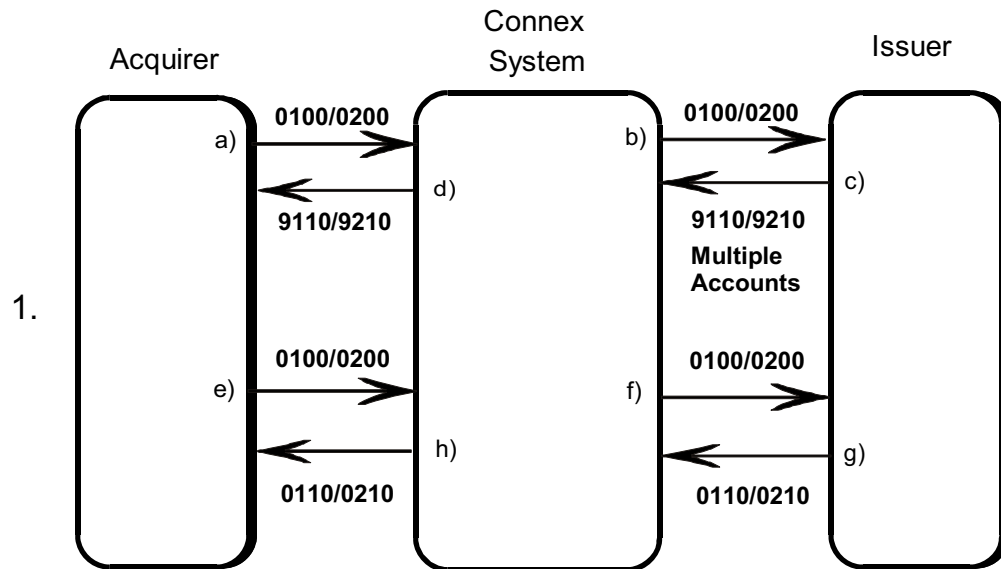 Connex
System
Acquirer
Issuer
0100/0200
0100/0200
a)
b)
d)
c)
9110/9210
9110/9210
Multiple
Accounts
1.
0100/0200
0100/0200
e)
f)
h)
g)
0110/0210
0110/0210